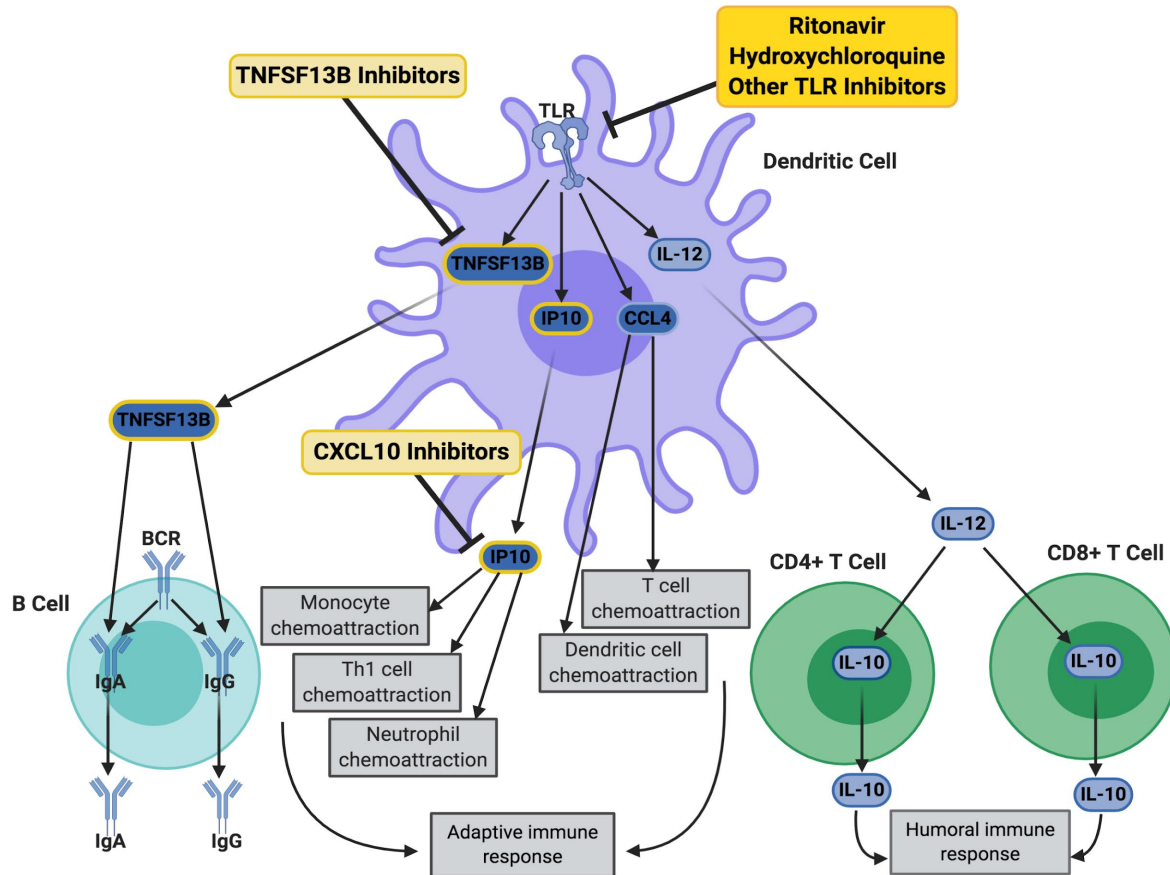 Ritonavir
Hydroxychloroquine
Other TLR Inhibitors
TNFSF13B Inhibitors
TLR
Dendritic Cell
TNFSF13B
IL-12
IP10
CCL4
TNFSF13B
CXCL10 Inhibitors
IL-12
BCR
IP10
CD4+ T Cell
CD8+ T Cell
B Cell
Monocyte
chemoattraction
T cell
chemoattraction
Th1 cell
chemoattraction
Dendritic cell
chemoattraction
IgA
IgG
IL-10
IL-10
Neutrophil
chemoattraction
IL-10
IL-10
IgA
IgG
Adaptive immune
response
Humoral immune
response